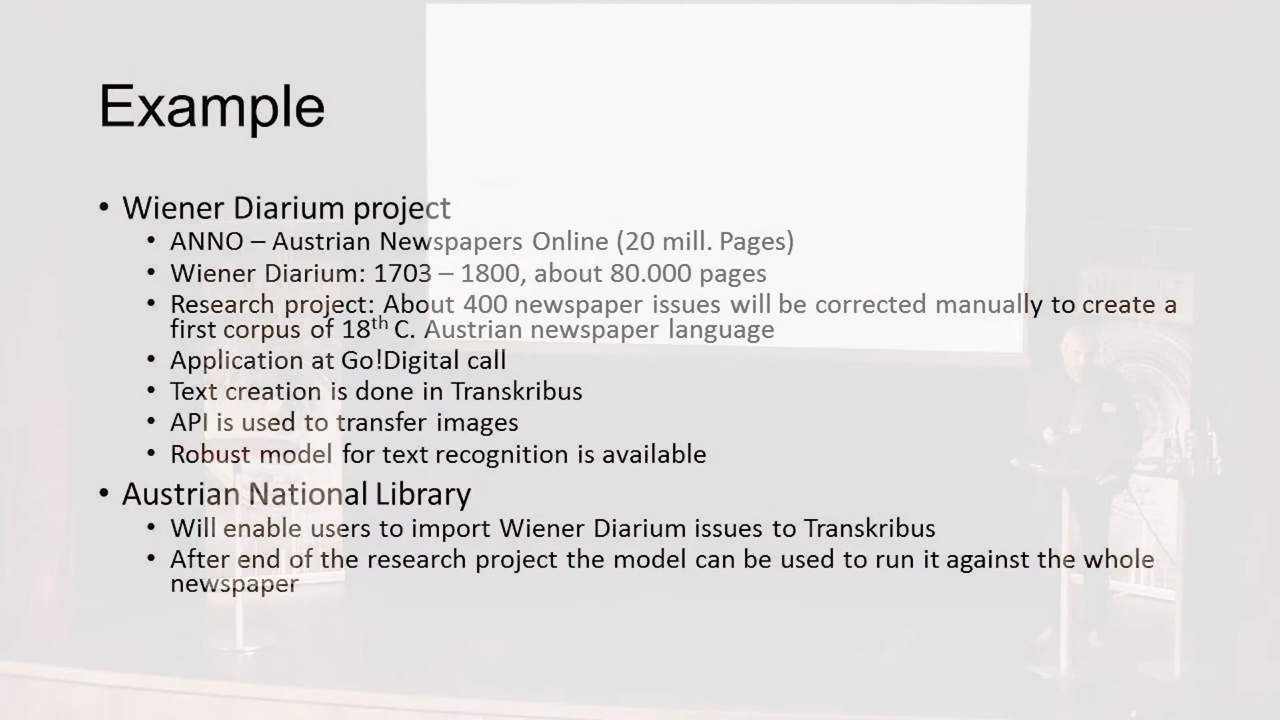 Example
• Wiener Diarium project
• ANNO – Austrian Newspapers Online (20 mill. Pages)
• Wiener Diarium: 1703 – 1800, about 80.000 pages
• Research project: About 400 newspaper issues will be corrected manually to create a
first corpus of 18th C. Austrian newspaper language
• Application at Go!Digital call
• Text creation is done in Transkribus
• API is used to transfer images
• Robust model for text recognition is available
• Austrian National Library
• Will enable users to import Wiener Diarium issues to Transkribus
• After end of the research project the model can be used to run it against the whole
newspaper